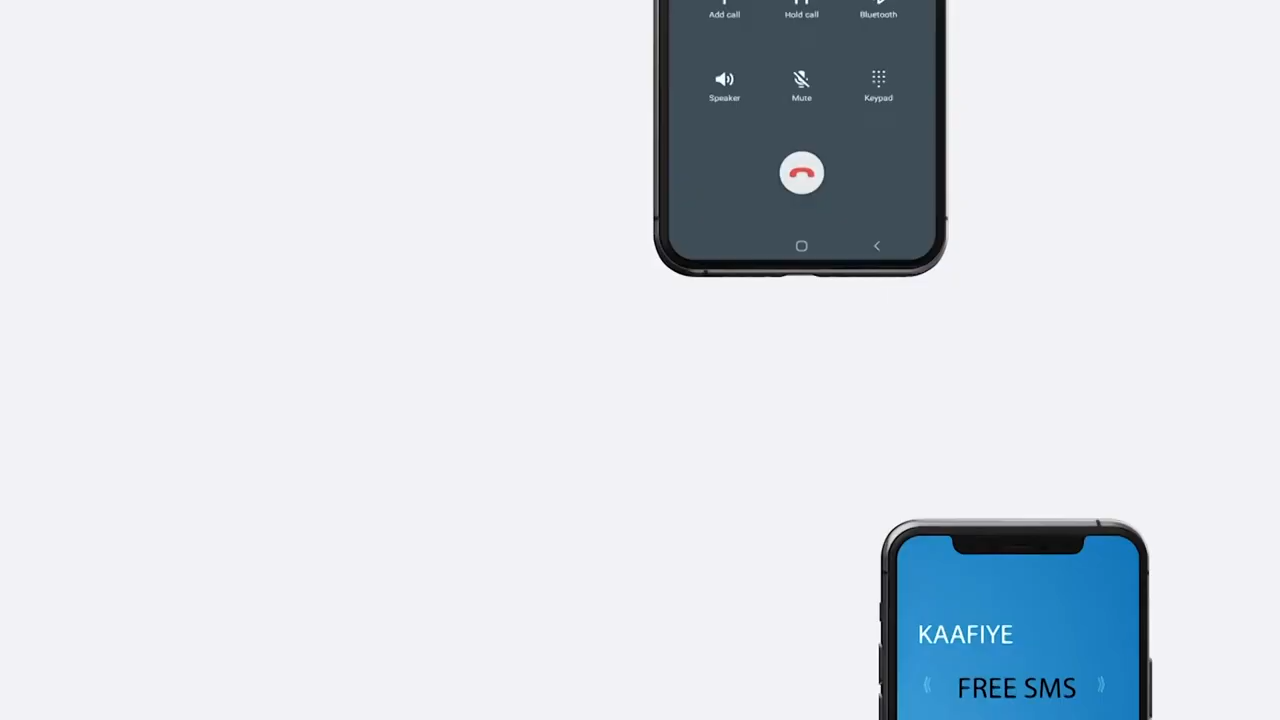 Add call Hold call Bluetooth
Speaker Mute Keypad
KAAFIYE
FREE SMS